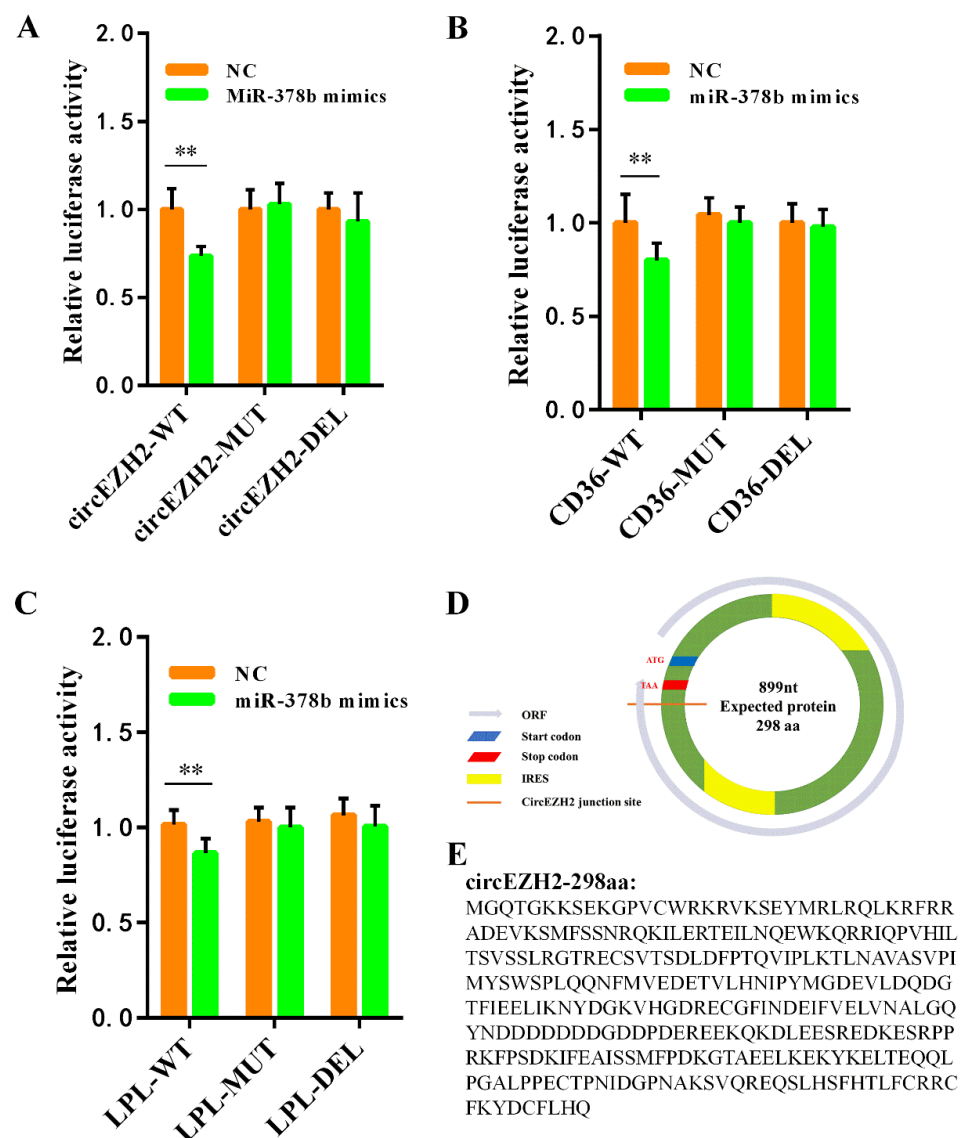 A
NC
MiR-378b mimics
Relative luciferase activity
2.0
1.5
1.0
0.5
0.0
**
circEZH2-WT
circEZH2-MUT
circEZH2-DEL
B
NC
miR-378b mimics
Relative luciferase activity
2.0
1.5
1.0
0.5
0.0
**
CD36-WT
CD36-MUT
CD36-DEL
C
NC
miR-378b mimics
Relative luciferase activity
2.0
1.5
1.0
0.5
0.0
**
LPL-WT
LPL-MUT
LPL-DEL
D
ATG
TAA
899nt
Expected protein
298 aa
ORF
Start codon
Stop codon
IRES
CircEZH2 junction site
E
circEZH2-298aa:
MGQTGKKSEKGPVCWRKRVKSEYMRLRQLKRFRR
ADEVKSMFSSNRQKILERTEILNQEWKQRRIQPVHIL
TSVSSLRGTRECSVTSDLDFPTQVIPLKTLNAVASVPI
MYSWSPLQQNFMVEDETVLHNIPYMGDEVLDQDG
TFIEELIKNYDGKVHGDRECGFINDEIFVELVNALGQ
YNDDDDDDDGDDPDEREEKQKDLEESREDKESRPP
RKFPSDKIFEAISSMFPDKGTAEELKEKYKELTEQQL
PGALPPECTPNIDGPNAKSVQREQSLHSFHTLFCRRC
FKYDCFLHQ